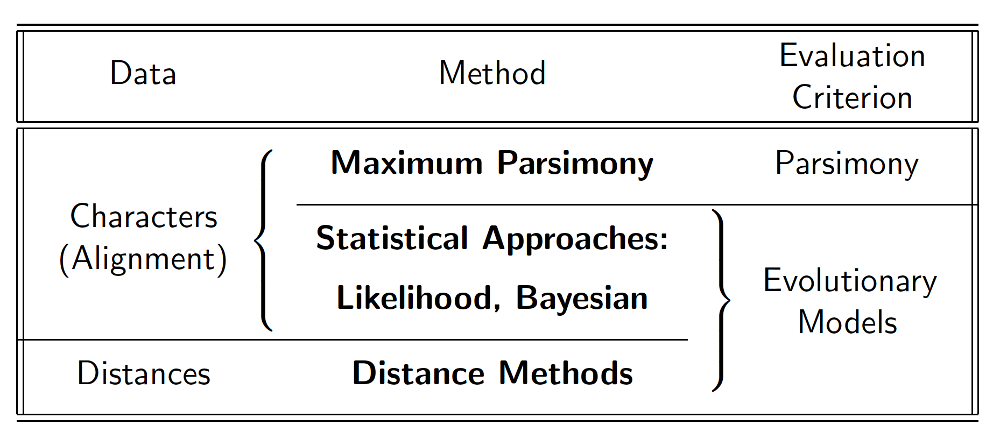 Data
Method
Evaluation
Criterion
Characters
(Alignment)
Maximum Parsimony
Parsimony
Statistical Approaches:
Likelihood, Bayesian
Evolutionary
Models
Distances
Distance Methods